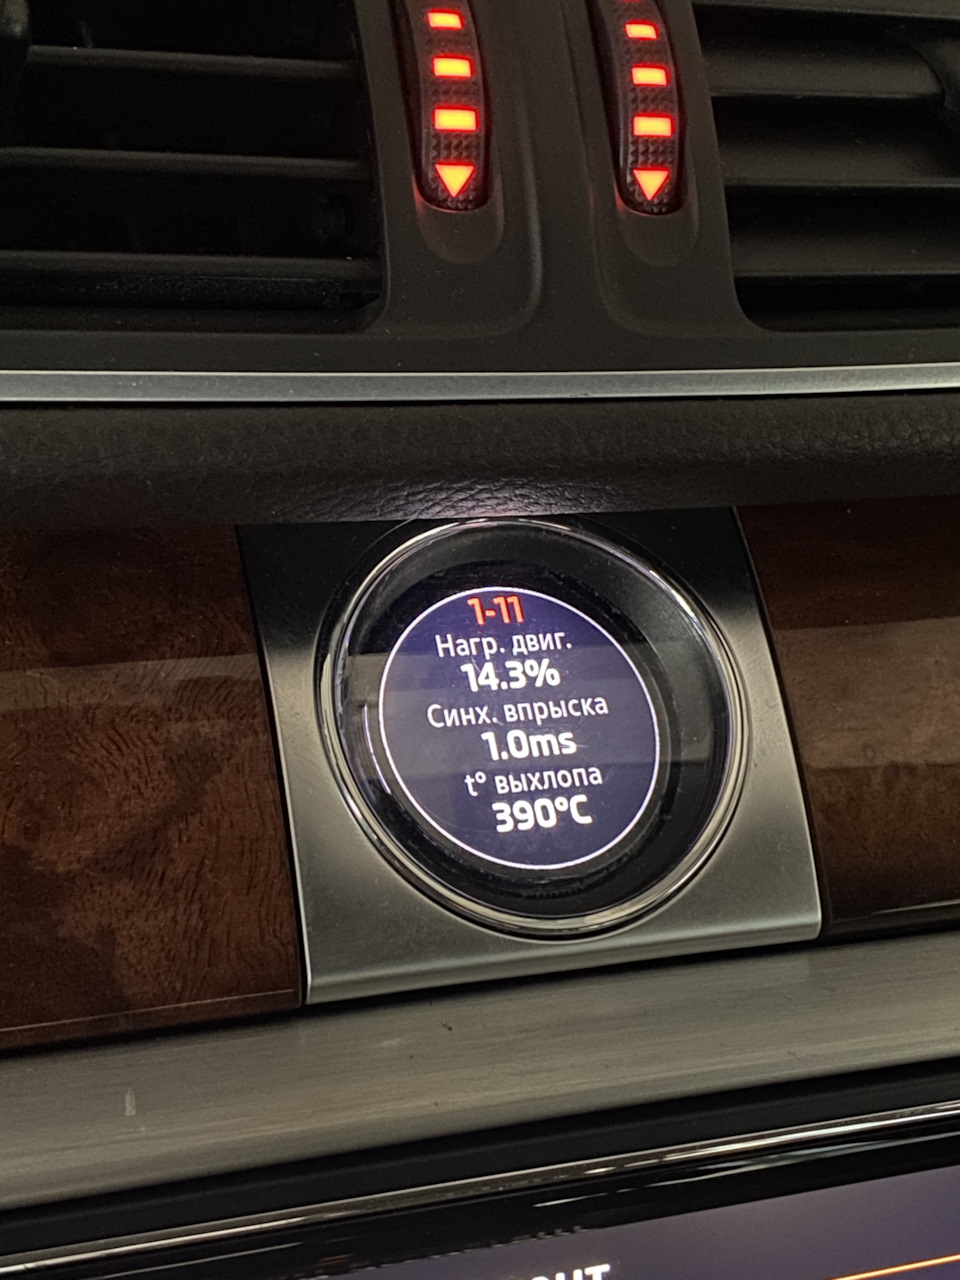 1-11
Нагр. двиг.
14.3%
Синх. впрыска
1.0ms
t° выхлопа
390°C